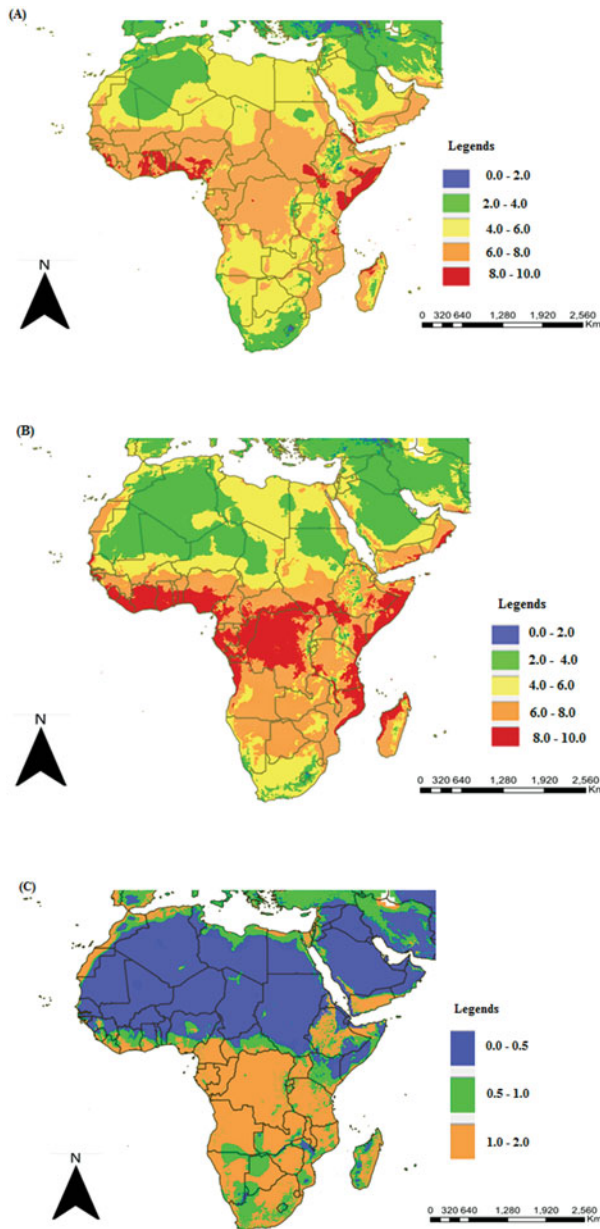 (A)
Legends
0.0 - 2.0
2.0 - 4.0
4.0 - 6.0
6.0 - 8.0
8.0 - 10.0
N
0 320 640 1,280 1,920 2,560
Km
(B)
Legends
0.0 - 2.0
2.0 - 4.0
4.0 - 6.0
6.0 - 8.0
8.0 - 10.0
N
0 320 640 1,280 1,920 2,560
Km
(C)
Legends
0.0 - 0.5
0.5 - 1.0
1.0 - 2.0
N
0 320 640 1,280 1,920 2,560
Km